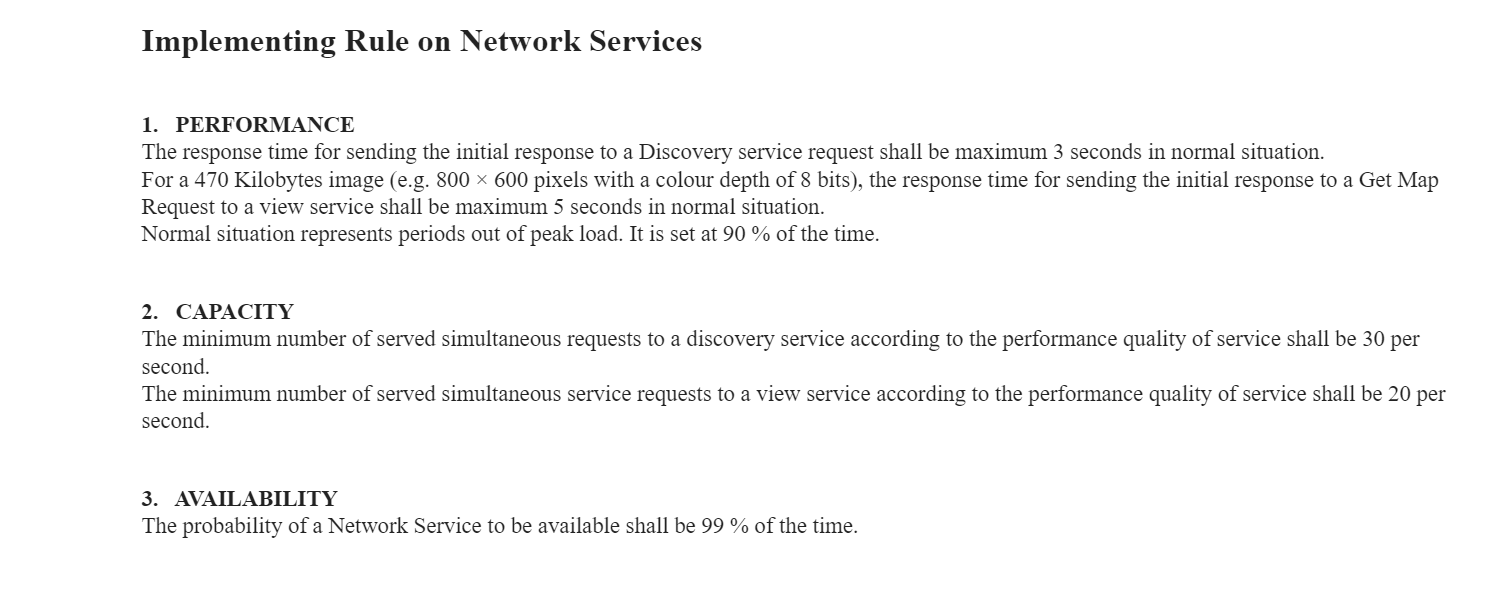 Implementing Rule on Network Services
1. PERFORMANCE
The response time for sending the initial response to a Discovery service request shall be maximum 3 seconds in normal situation.
For a 470 Kilobytes image (e.g. 800 × 600 pixels with a colour depth of 8 bits), the response time for sending the initial response to a Get Map
Request to a view service shall be maximum 5 seconds in normal situation.
Normal situation represents periods out of peak load. It is set at 90 % of the time.
2. CAPACITY
The minimum number of served simultaneous requests to a discovery service according to the performance quality of service shall be 30 per
second.
The minimum number of served simultaneous service requests to a view service according to the performance quality of service shall be 20 per
second.
3. AVAILABILITY
The probability of a Network Service to be available shall be 99 % of the time.